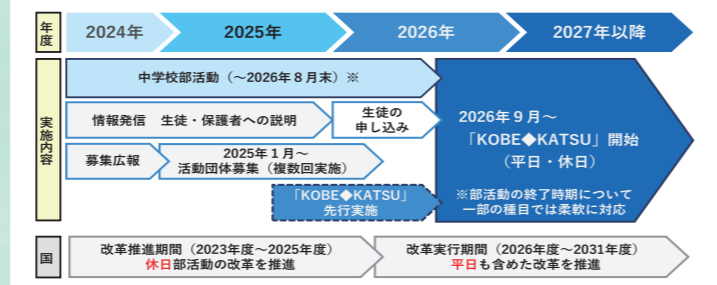 年度
2024年
2025年
2026年
2027年以降
実施内容
中学校部活動（～2026年８月末）※
情報発信　生徒・保護者への説明
生徒の
申し込み
募集広報
2025年１月～
活動団体募集（複数回実施）
「KOBE◆KATSU」
先行実施
2026年９月～
「KOBE◆KATSU」開始
（平日・休日）
※部活動の終了時期について
一部の種目では柔軟に対応
国
改革推進期間（2023年度～2025年度）
休日部活動の改革を推進
改革実行期間（2026年度～2031年度）
平日も含めた改革を推進